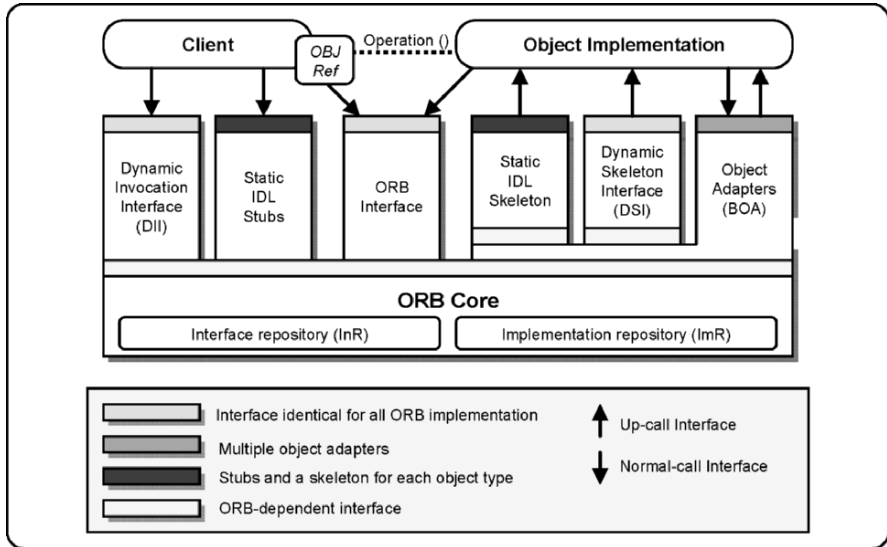 Client
OBJ
Ref
Operation ()
Object Implementation
Dynamic
Invocation
Interface
(DII)
Static
IDL
Stubs
ORB
Interface
Static
IDL
Skeleton
Dynamic
Skeleton
Interface
(DSI)
Object
Adapters
(BOA)
ORB Core
Interface repository (InR)
Implementation repository (ImR)
Interface identical for all ORB implementation
Multiple object adapters
Stubs and a skeleton for each object type
ORB-dependent interface
Up-call Interface
Normal-call Interface